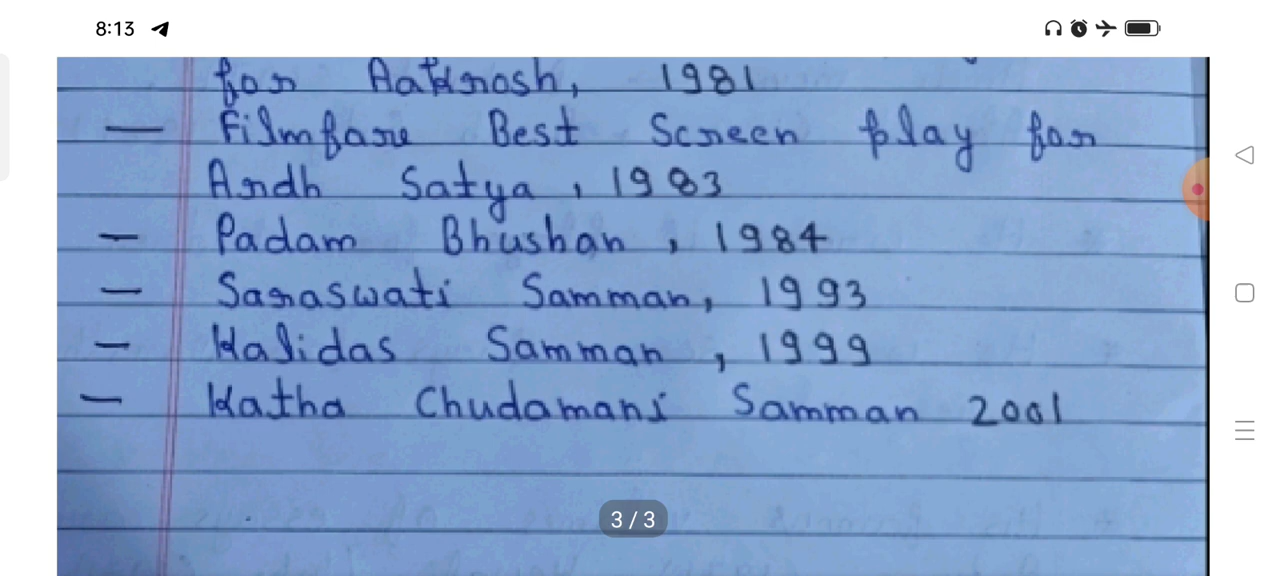 8:13
for Aakrosh, 1981
— Filmfare Best Screen play for
Ardh Satya, 1983
— Padam Bhushan, 1984
— Saraswati Samman, 1993
— Kalidas Samman, 1999
— Katha Chudamani Samman 2001
3/3